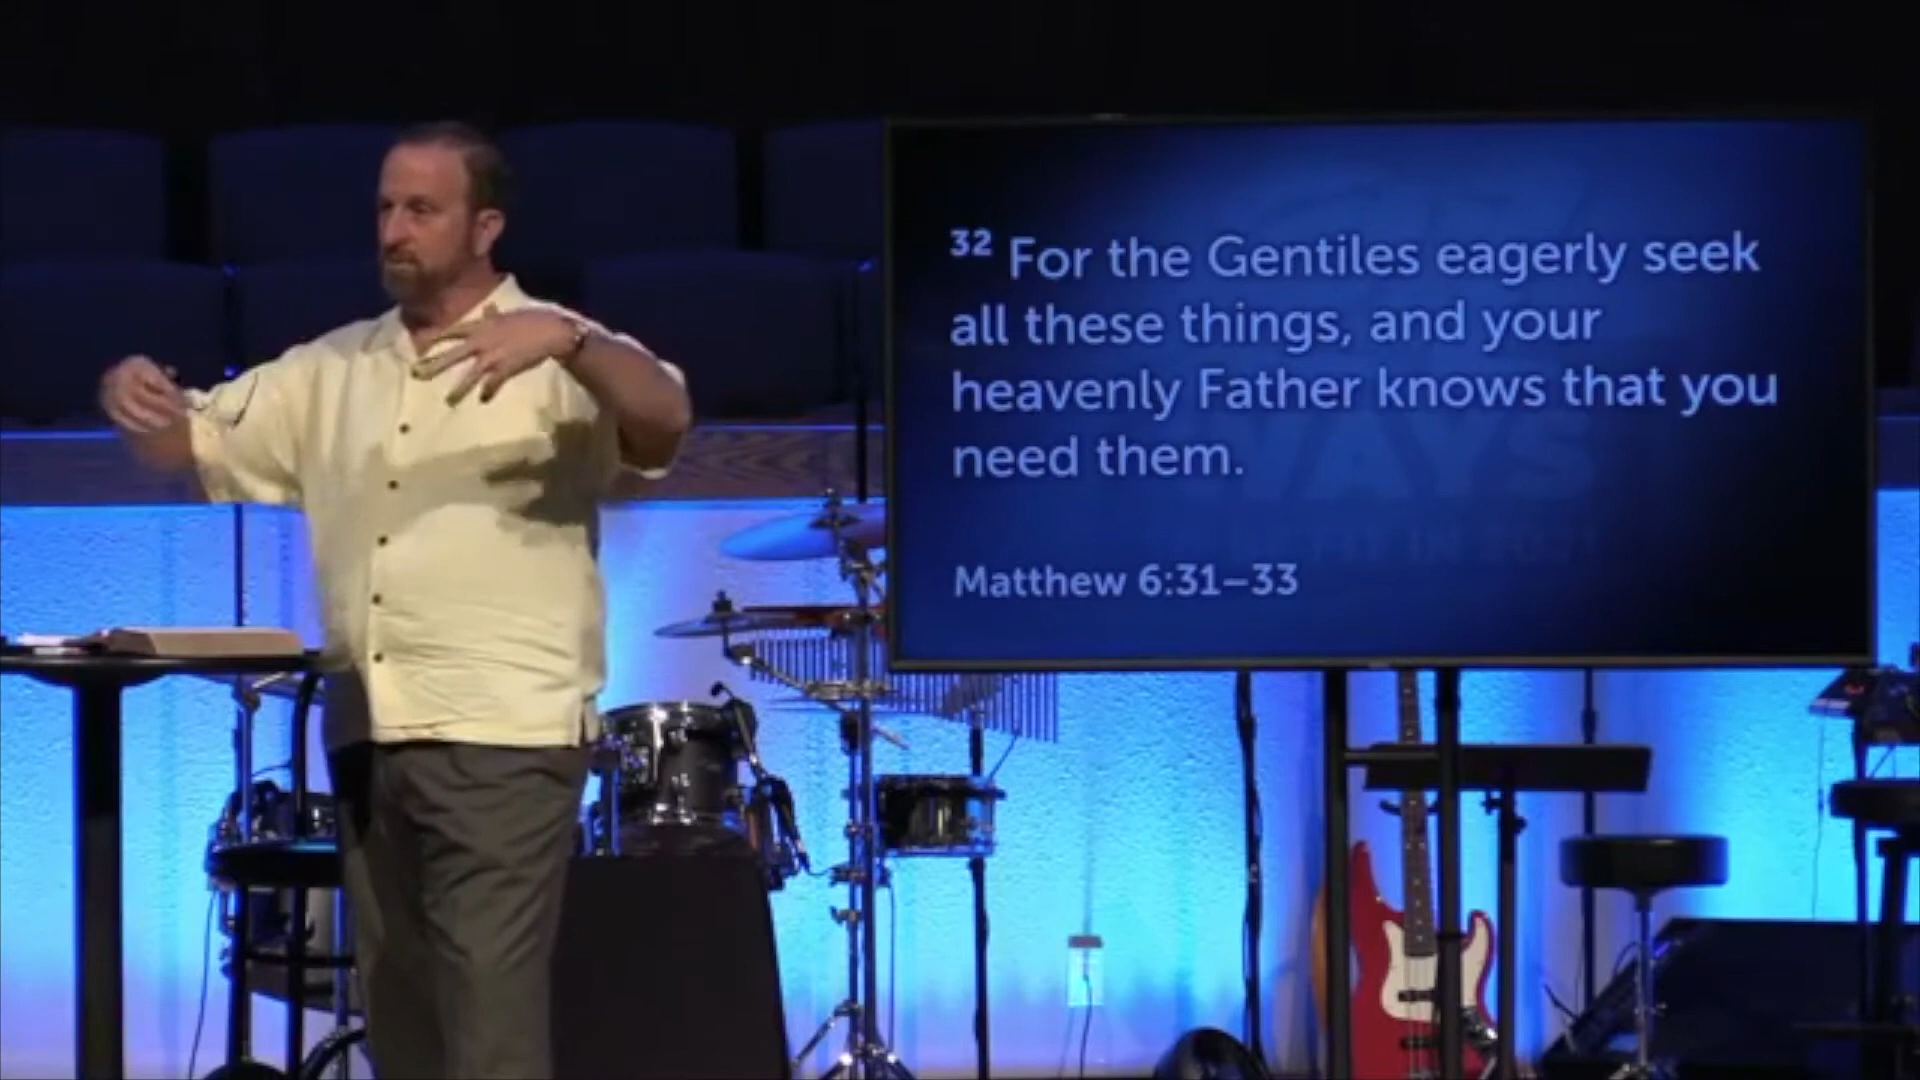 32 For the Gentiles eagerly seek
all these things, and your
heavenly Father knows that you
need them.
WAYS
Matthew 6:31–33